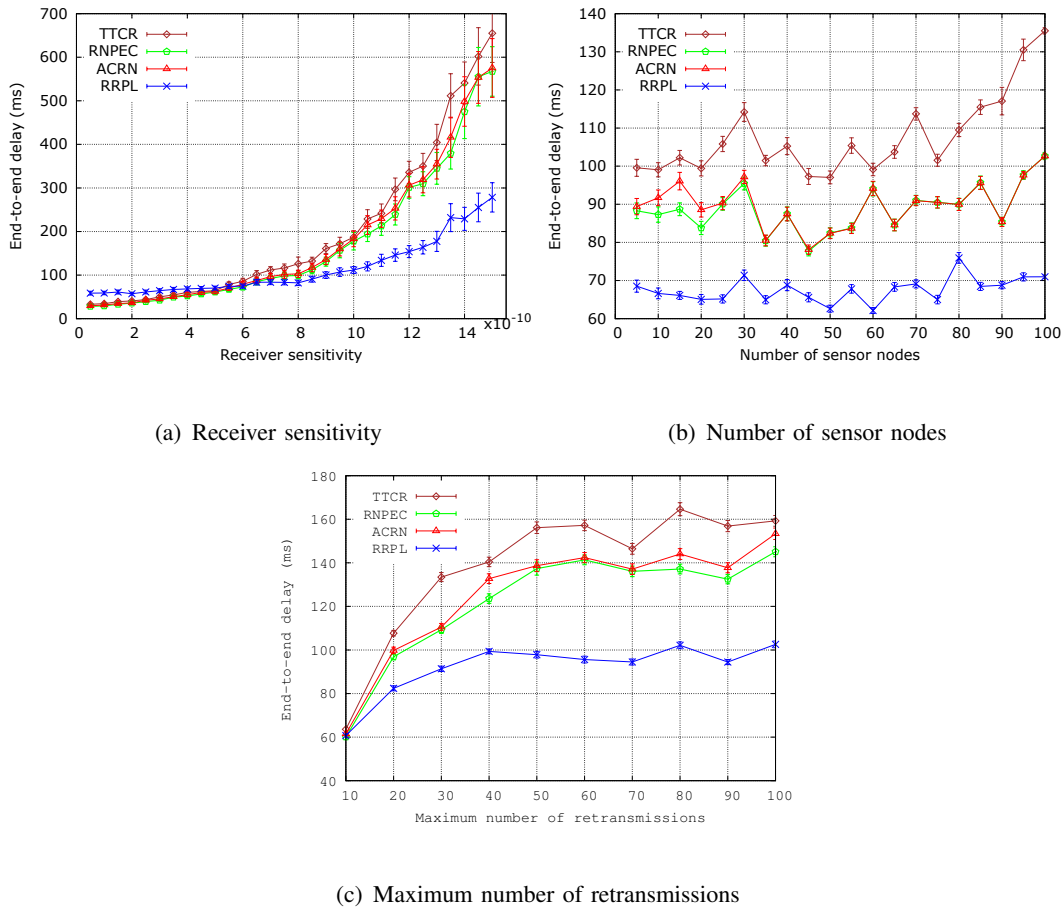 700
600
500
400
300
200
100
0
End-to-end delay (ms)
TTCR
RNPEC
ACRN
RRPL
0 2 4 6 8 10 12 14 x10-10
Receiver sensitivity
140
130
120
110
100
90
80
70
60
End-to-end delay (ms)
TTCR
RNPEC
ACRN
RRPL
0 10 20 30 40 50 60 70 80 90 100
Number of sensor nodes
(a) Receiver sensitivity
(b) Number of sensor nodes
180
160
140
120
100
80
60
40
End-to-end delay (ms)
TTCR
RNPEC
ACRN
RRPL
10 20 30 40 50 60 70 80 90 100
Maximum number of retransmissions
(c) Maximum number of retransmissions